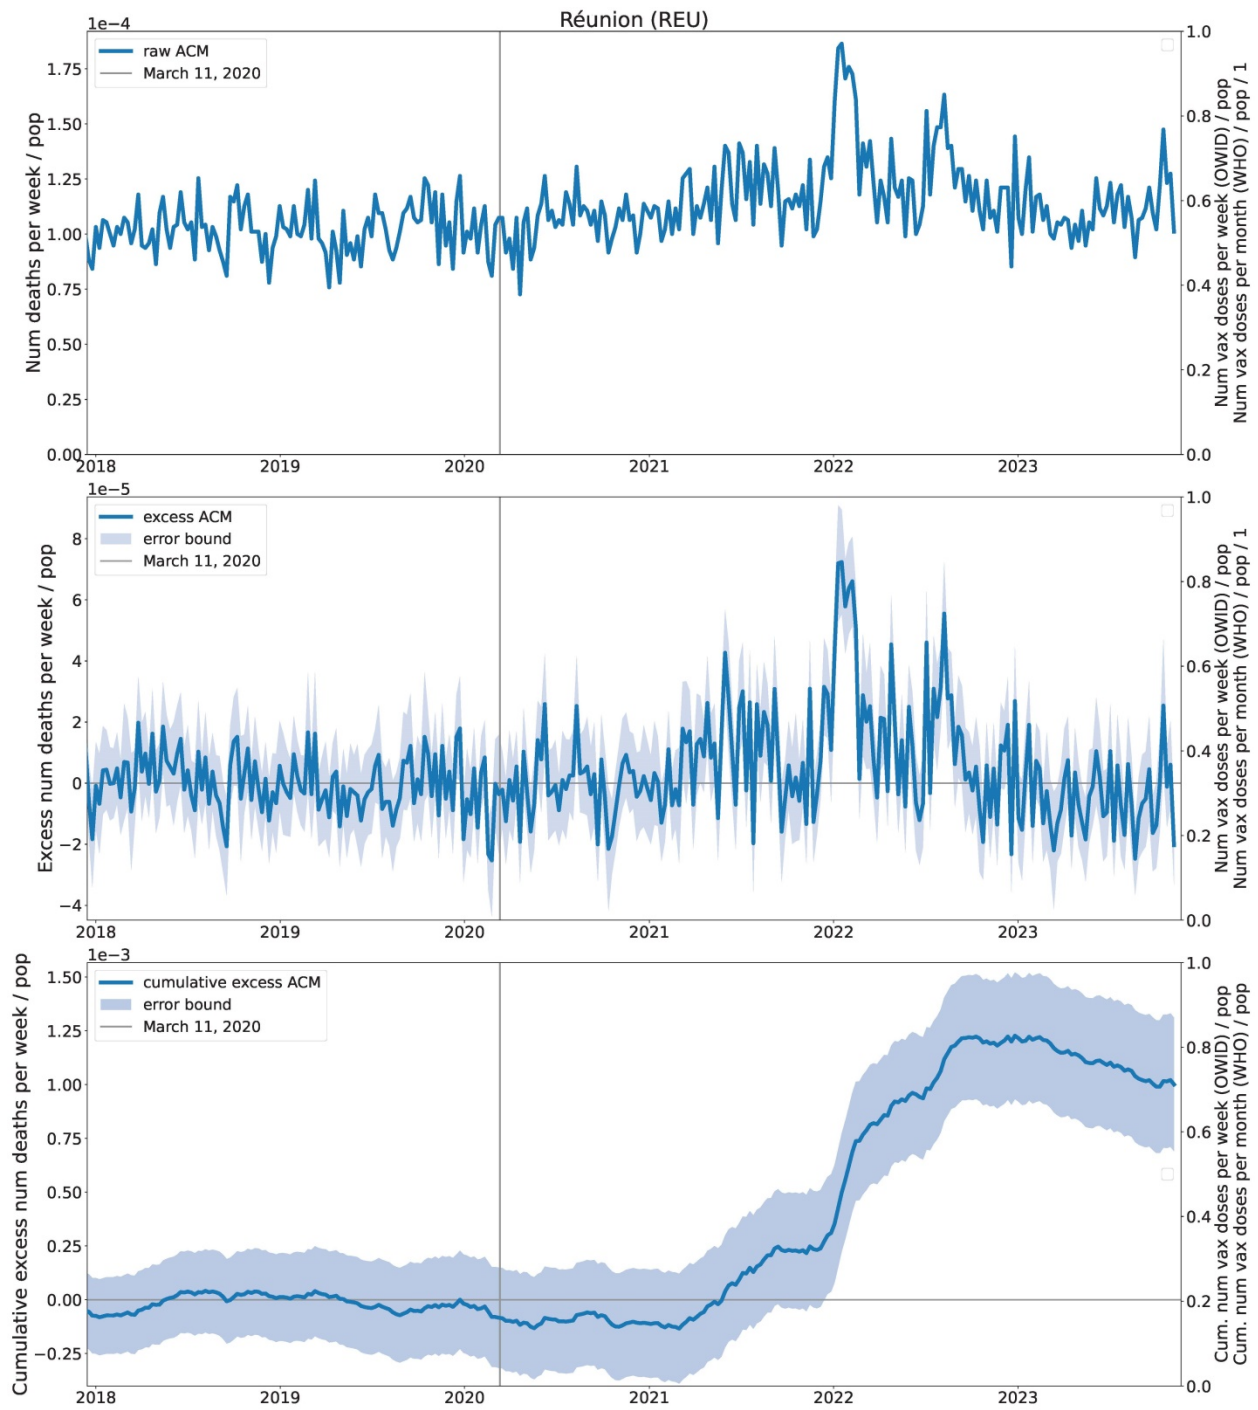 Réunion (REU)
1e−4
raw ACM
March 11, 2020
Num deaths per week / pop
1.75
1.50
1.25
1.00
0.75
0.50
0.25
0.00
1.0
0.8
0.6
0.4
0.2
0.0
Num vax doses per week (OWID) / pop
Num vax doses per month (WHO) / pop / 1
2018 2019 2020 2021 2022 2023
1e−5
excess ACM
error bound
March 11, 2020
Excess num deaths per week / pop
8
6
4
2
0
−2
−4
1.0
0.8
0.6
0.4
0.2
0.0
Num vax doses per week (OWID) / pop
Num vax doses per month (WHO) / pop / 1
2018 2019 2020 2021 2022 2023
1e−3
cumulative excess ACM
error bound
March 11, 2020
Cumulative excess num deaths per week / pop
1.50
1.25
1.00
0.75
0.50
0.25
0.00
−0.25
1.0
0.8
0.6
0.4
0.2
0.0
Cum. num vax doses per week (OWID) / pop
Cum. num vax doses per month (WHO) / pop
2018 2019 2020 2021 2022 2023